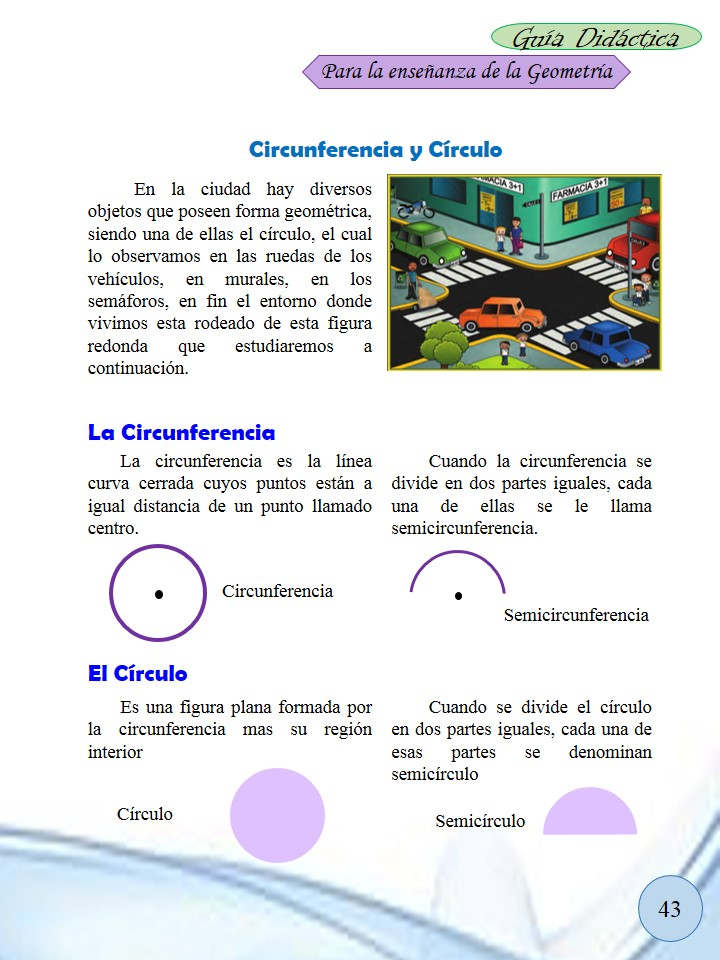 Guía Didáctica
Para la enseñanza de la Geometría
Circunferencia y Círculo
En la ciudad hay diversos
objetos que poseen forma geométrica,
siendo una de ellas el círculo, el cual
lo observamos en las ruedas de los
vehículos, en murales, en los
semáforos, en fin el entorno donde
vivimos esta rodeado de esta figura
redonda que estudiaremos a
continuación.
FARMACIA 3+1
FARMACIA 3+1
La Circunferencia
La circunferencia es la línea
curva cerrada cuyos puntos están a
igual distancia de un punto llamado
centro.
Circunferencia
Cuando la circunferencia se
divide en dos partes iguales, cada
una de ellas se le llama
semicircunferencia.
Semicircunferencia
El Círculo
Es una figura plana formada por
la circunferencia mas su región
interior
Círculo
Cuando se divide el círculo
en dos partes iguales, cada una de
esas partes se denominan
semicírculo
Semicírculo
43